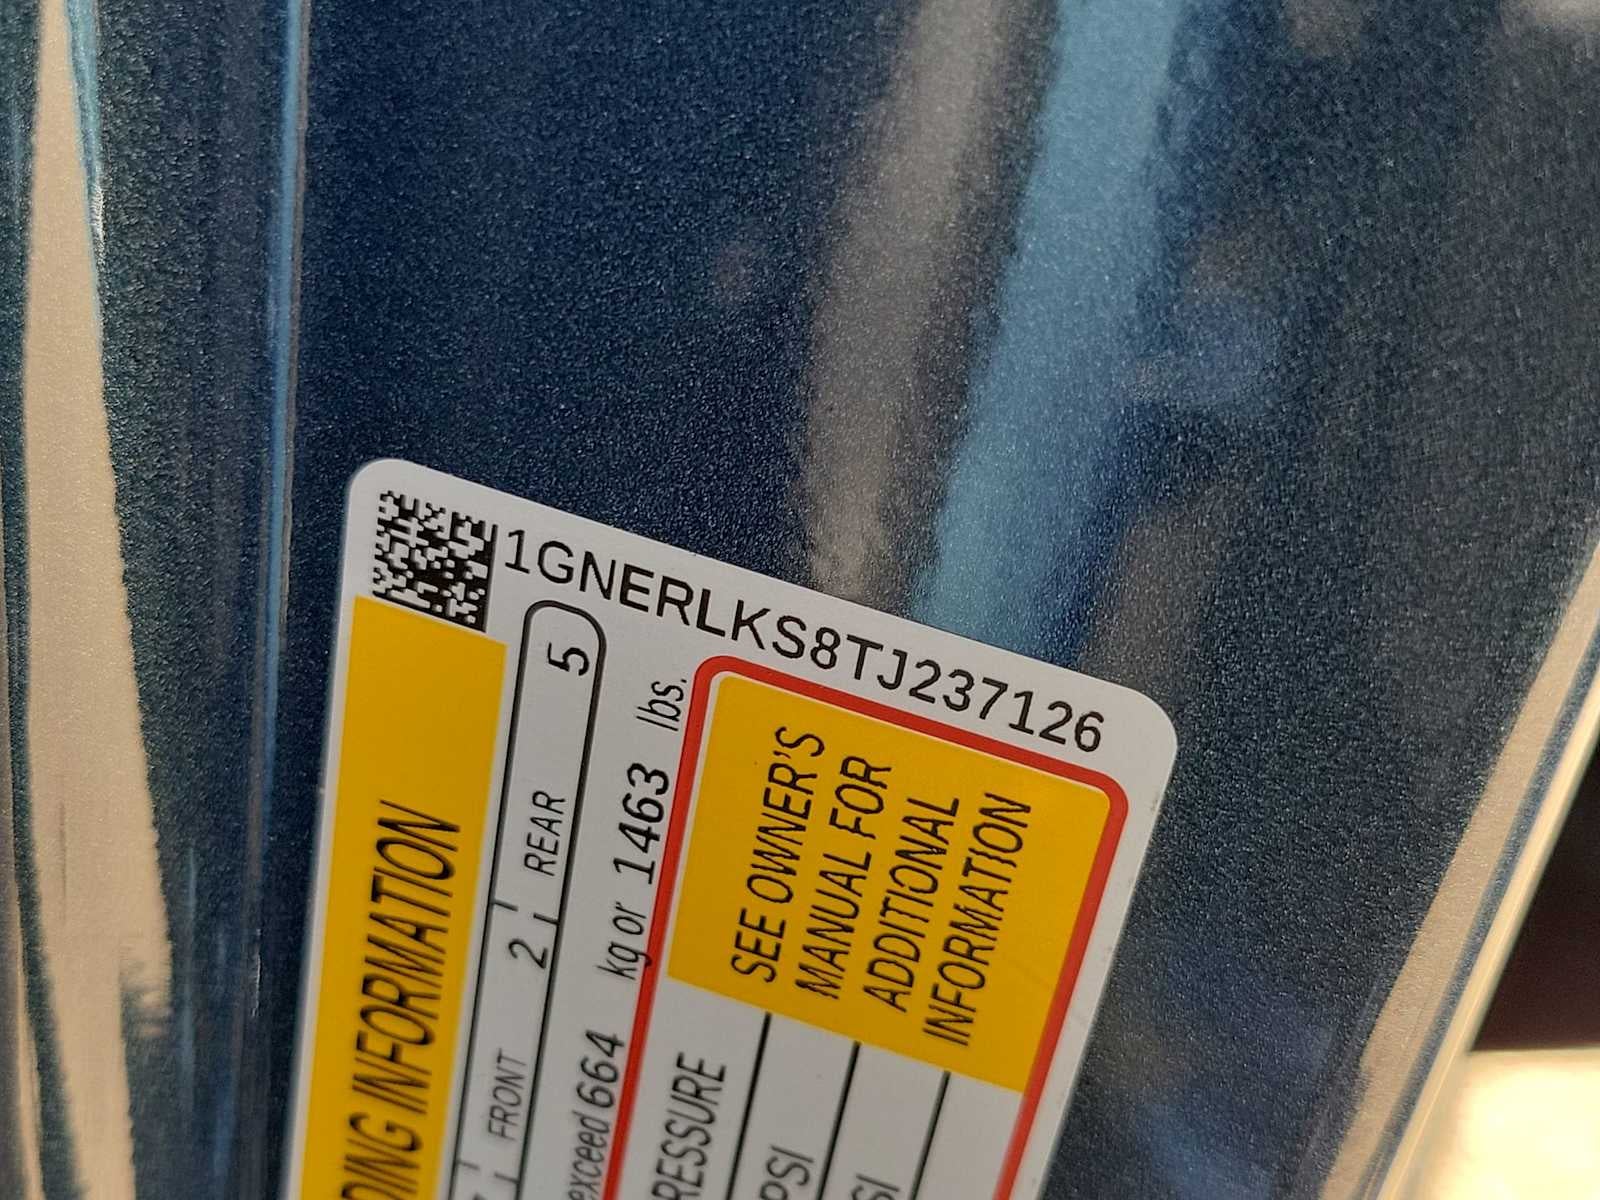 1GNERLKS8TJ237126
DING INFORMATION
FRONT 2 REAR 5
exceed 664 kg or 1463 lbs.
RESSURE
SEE OWNER'S
MANUAL FOR
ADDITIONAL
INFORMATION
PSI
SI